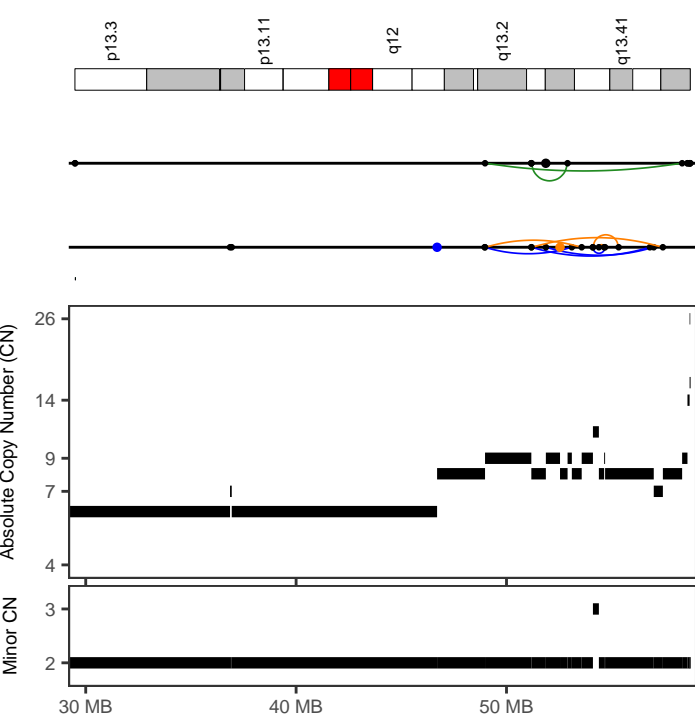 p13.3
p13.11
q12
q13.2
q13.41
Absolute Copy Number (CN)
26
14
9
7
4
Minor CN
3
2
30 MB
40 MB
50 MB